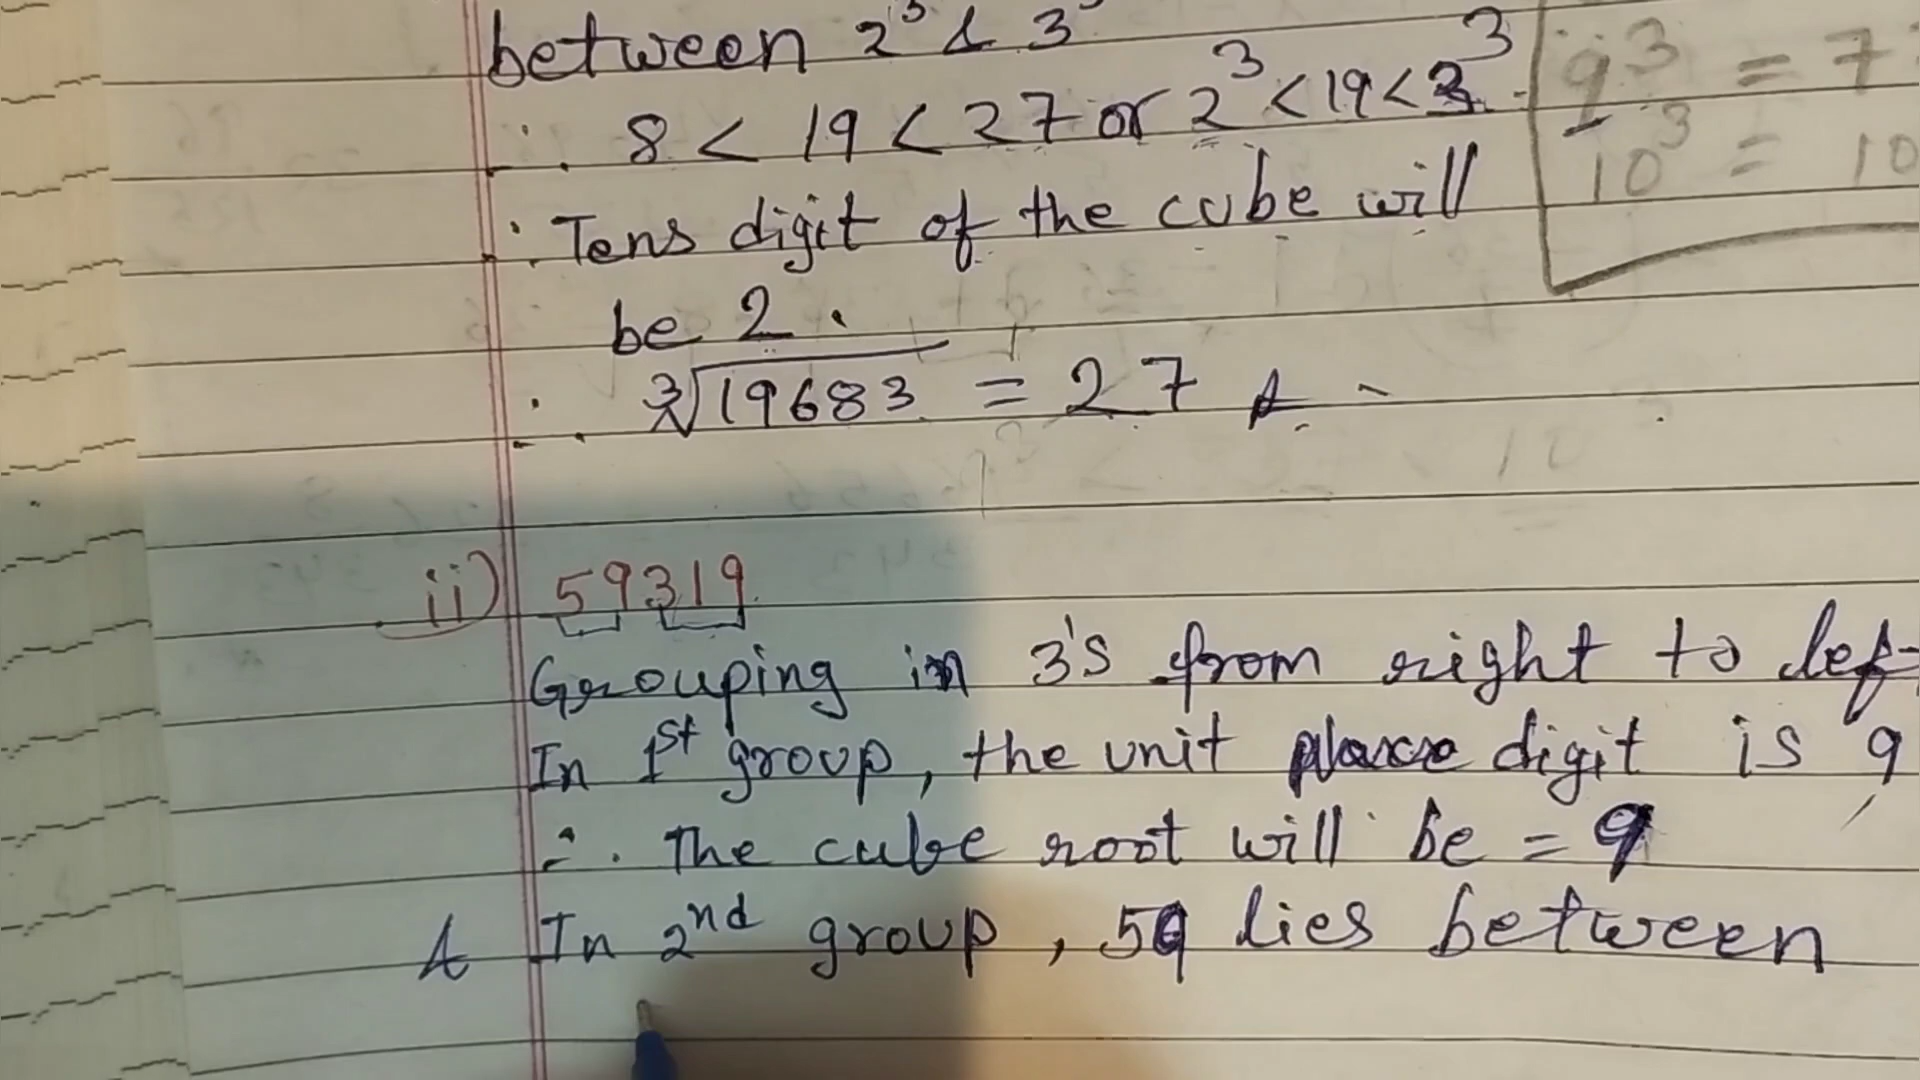 between 2³ & 3³
∴ 8 < 19 < 27 or 2³ < 19 < 3³
9³ = 7
10³ = 10
∴ Tens digit of the cube will
be 2.
∴ ∛19683 = 27
ii) 59319
Grouping in 3's from right to lef
In 1st group, the unit place digit is 9
∴ The cube root will be = 9
& In 2nd group, 59 lies between